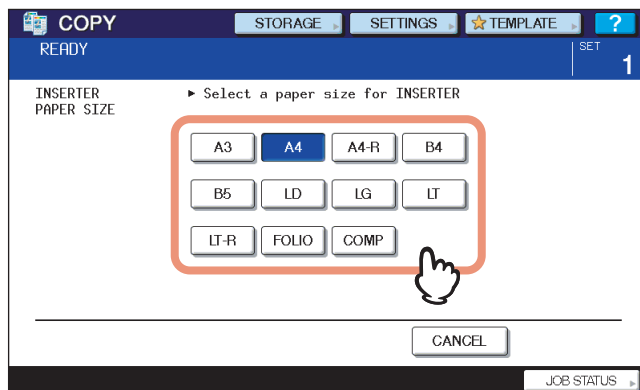 COPY STORAGE SETTINGS TEMPLATE ?
READY SET
1
INSERTER
PAPER SIZE
► Select a paper size for INSERTER
A3 A4 A4-R B4
B5 LD LG LT
LT-R FOLIO COMP
CANCEL
JOB STATUS